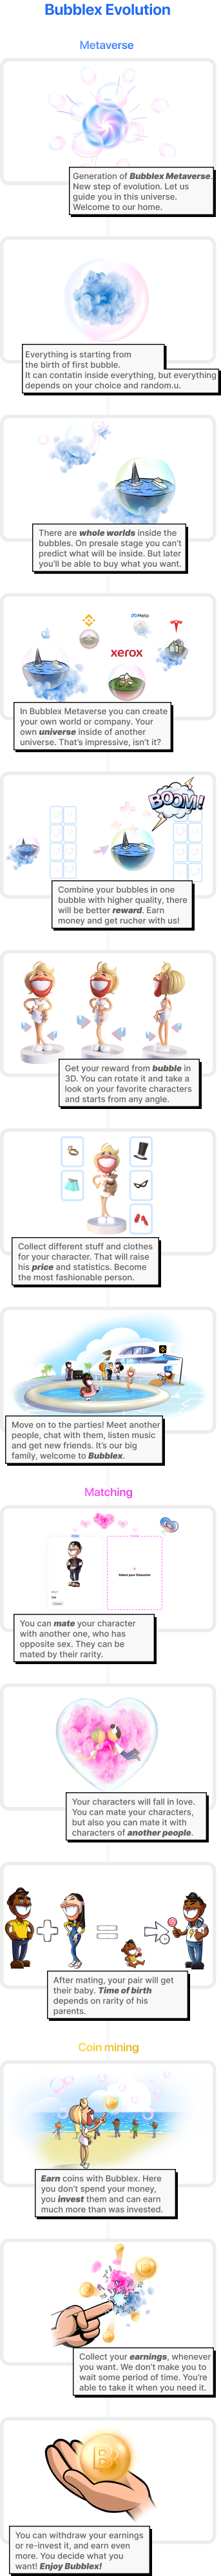 Bubblex Evolution
Metaverse
Generation of Bubblex Metaverse.
New step of evolution. Let us
guide you in this universe.
Welcome to our home.
Everything is starting from
the birth of first bubble.
It can contatin inside everything, but everything
depends on your choice and random.u.
There are whole worlds inside the
bubbles. On presale stage you can't
predict what will be inside. But later
you'll be able to buy what you want.
Meto
xerox
In Bubblex Metaverse you can create
your own world or company. Your
own universe inside of another
universe. That's impressive, isn't it?
BOOM!
Combine your bubbles in one
bubble with higher quality, there
will be better reward. Earn
money and get rucher with us!
Get your reward from bubble in
3D. You can rotate it and take a
look on your favorite characters
and starts from any angle.
Collect different stuff and clothes
for your character. That will raise
his price and statistics. Become
the most fashionable person.
Move on to the parties! Meet another
people, chat with them, listen music
and get new friends. It's our big
family, welcome to Bubblex.
Matching
Select your Character
You can mate your character
with another one, who has
opposite sex. They can be
mated by their rarity.
Your characters will fall in love.
You can mate your characters,
but also you can mate it with
characters of another people.
After mating, your pair will get
their baby. Time of birth
depends on rarity of his
parents.
Coin mining
Earn coins with Bubblex. Here
you don't spend your money,
you invest them and can earn
much more than was invested.
Collect your earnings, whenever
you want. We don't make you to
wait some period of time. You're
able to take it when you need it.
You can withdraw your earnings
or re-invest it, and earn even
more. You decide what you
want! Enjoy Bubblex!